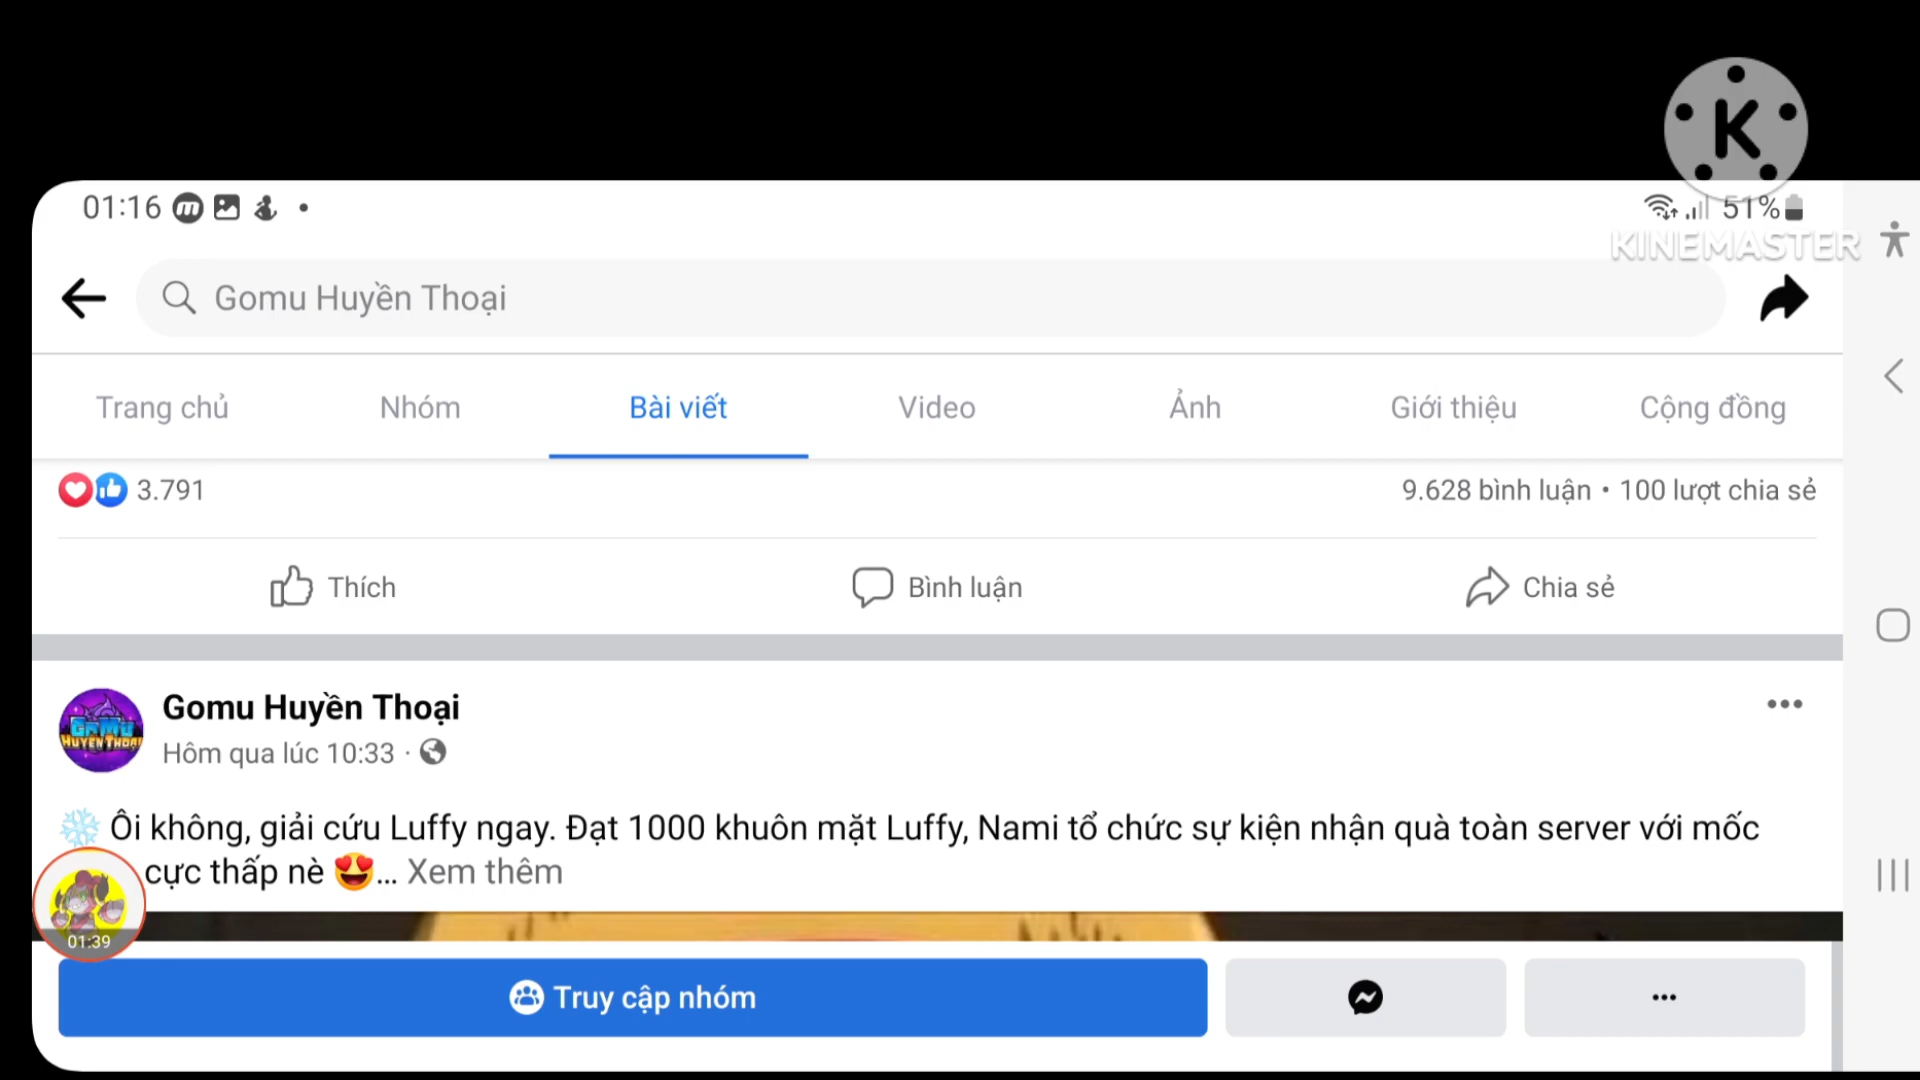 01:16
51%
KINEMASTER
Gomu Huyền Thoại
Trang chủ
Nhóm
Bài viết
Video
Ảnh
Giới thiệu
Cộng đồng
3.791
9.628 bình luận • 100 lượt chia sẻ
Thích
Bình luận
Chia sẻ
GoMu
HUYỀN THOẠI
Gomu Huyền Thoại
Hôm qua lúc 10:33 ·
Ôi không, giải cứu Luffy ngay. Đạt 1000 khuôn mặt Luffy, Nami tổ chức sự kiện nhận quà toàn server với mốc
cực thấp nè 😍... Xem thêm
01:39
Truy cập nhóm